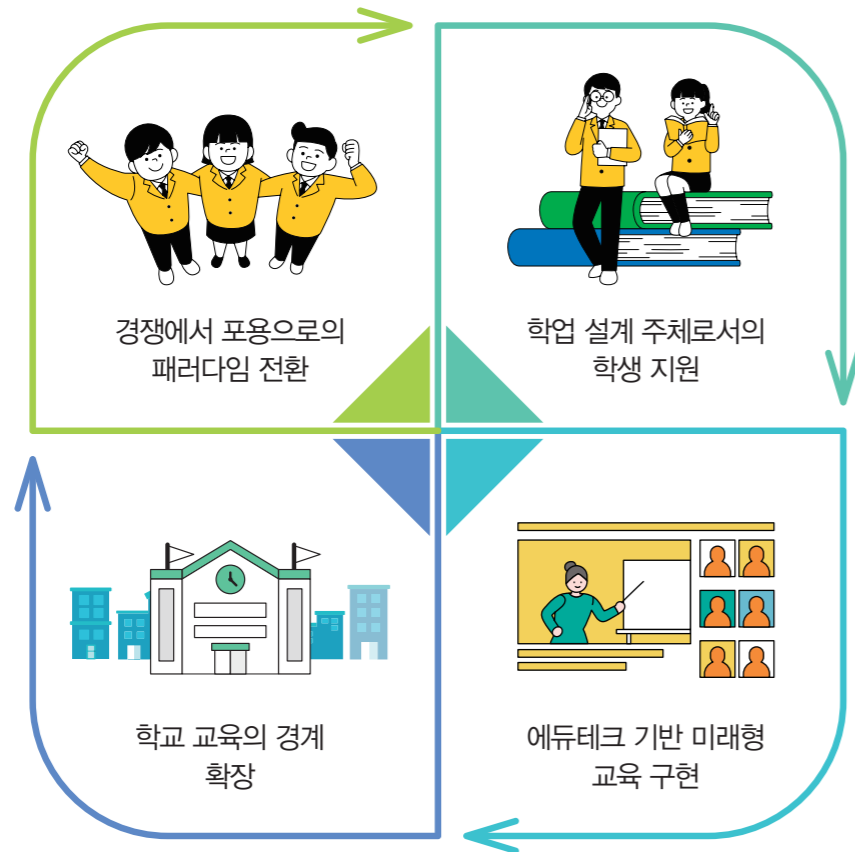 경쟁에서 포용으로의
패러다임 전환
학업 설계 주체로서의
학생 지원
학교 교육의 경계
확장
에듀테크 기반 미래형
교육 구현